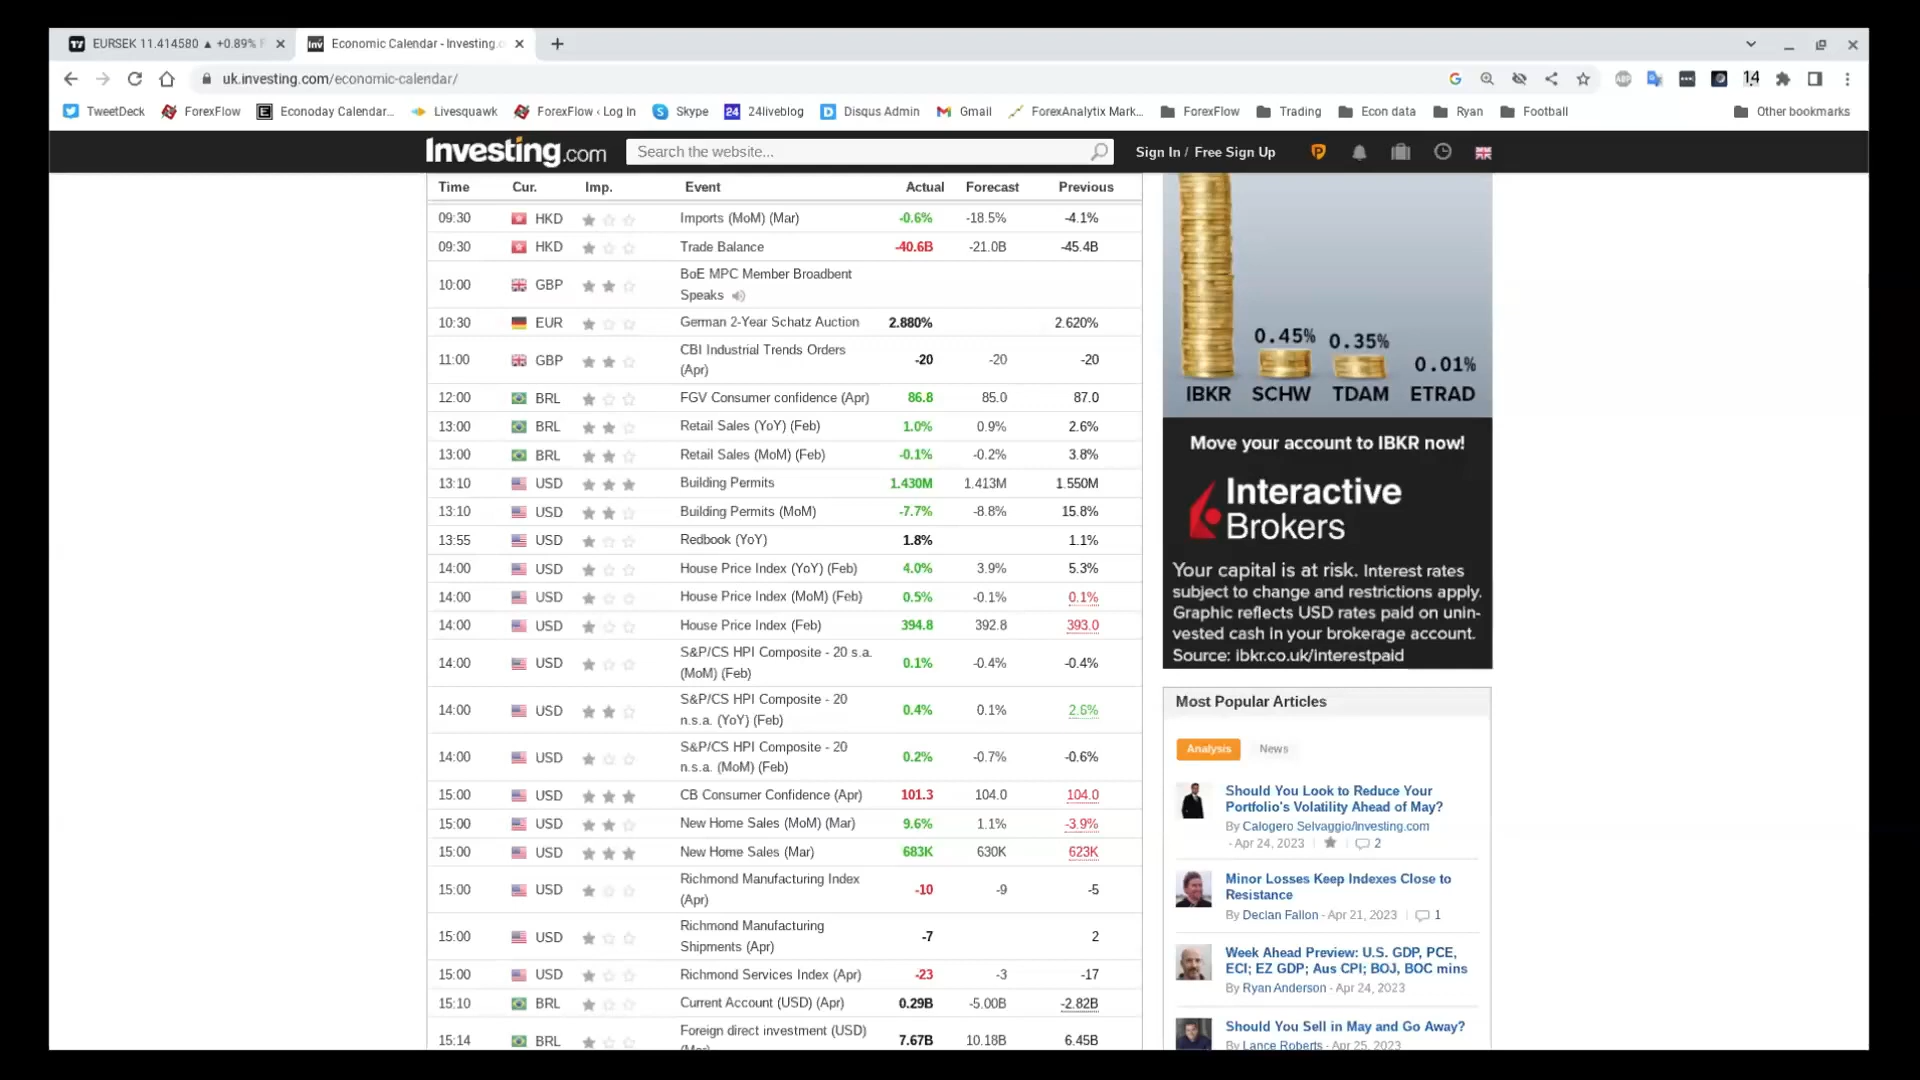 EURSEK 11.414580 ▲ +0.89%
Economic Calendar - Investing.c
uk.investing.com/economic-calendar/
14
TweetDeck ForexFlow Econoday Calendar... Livesquawk ForexFlow ‹ Log In Skype 24 24liveblog Disqus Admin Gmail ForexAnalytix Mark... ForexFlow Trading Econ data Ryan Football Other bookmarks
Investing.com Search the website... Sign In / Free Sign Up
Time Cur. Imp. Event Actual Forecast Previous
09:30 HKD Imports (MoM) (Mar) -0.6% -18.5% -4.1%
09:30 HKD Trade Balance -40.6B -21.0B -45.4B
10:00 GBP BoE MPC Member Broadbent
Speaks
10:30 EUR German 2-Year Schatz Auction 2.880% 2.620%
11:00 GBP CBI Industrial Trends Orders
(Apr) -20 -20 -20
12:00 BRL FGV Consumer confidence (Apr) 86.8 85.0 87.0
13:00 BRL Retail Sales (YoY) (Feb) 1.0% 0.9% 2.6%
13:00 BRL Retail Sales (MoM) (Feb) -0.1% -0.2% 3.8%
13:10 USD Building Permits 1.430M 1.413M 1.550M
13:10 USD Building Permits (MoM) -7.7% -8.8% 15.8%
13:55 USD Redbook (YoY) 1.8% 1.1%
14:00 USD House Price Index (YoY) (Feb) 4.0% 3.9% 5.3%
14:00 USD House Price Index (MoM) (Feb) 0.5% -0.1% 0.1%
14:00 USD House Price Index (Feb) 394.8 392.8 393.0
14:00 USD S&P/CS HPI Composite - 20 s.a.
(MoM) (Feb) 0.1% -0.4% -0.4%
14:00 USD S&P/CS HPI Composite - 20
n.s.a. (YoY) (Feb) 0.4% 0.1% 2.6%
14:00 USD S&P/CS HPI Composite - 20
n.s.a. (MoM) (Feb) 0.2% -0.7% -0.6%
15:00 USD CB Consumer Confidence (Apr) 101.3 104.0 104.0
15:00 USD New Home Sales (MoM) (Mar) 9.6% 1.1% -3.9%
15:00 USD New Home Sales (Mar) 683K 630K 623K
15:00 USD Richmond Manufacturing Index
(Apr) -10 -9 -5
15:00 USD Richmond Manufacturing
Shipments (Apr) -7 2
15:00 USD Richmond Services Index (Apr) -23 -3 -17
15:10 BRL Current Account (USD) (Apr) 0.29B -5.00B -2.82B
15:14 BRL Foreign direct investment (USD) 7.67B 10.18B 6.45B
0.45% 0.35% 0.01%
IBKR SCHW TDAM ETRAD
Move your account to IBKR now!
Interactive
Brokers
Your capital is at risk. Interest rates
subject to change and restrictions apply.
Graphic reflects USD rates paid on unin-
vested cash in your brokerage account.
Source: ibkr.co.uk/interestpaid
Most Popular Articles
Analysis News
Should You Look to Reduce Your
Portfolio's Volatility Ahead of May?
By Calogero Selvaggio/Investing.com
- Apr 24, 2023 2
Minor Losses Keep Indexes Close to
Resistance
By Declan Fallon - Apr 21, 2023 1
Week Ahead Preview: U.S. GDP, PCE,
ECI; EZ GDP; Aus CPI; BOJ, BOC mins
By Ryan Anderson - Apr 24, 2023
Should You Sell in May and Go Away?
By Lance Roberts - Apr 25, 2023